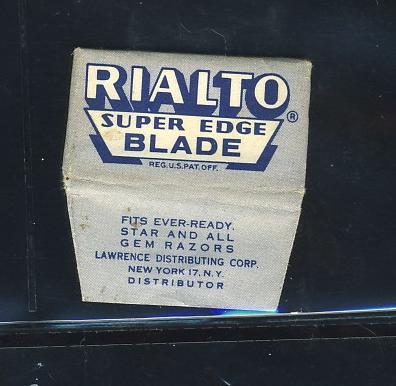 RIALTO
®
SUPER EDGE
BLADE
REG.U.S.PAT.OFF.
FITS EVER-READY,
STAR AND ALL
GEM RAZORS
LAWRENCE DISTRIBUTING CORP.
NEW YORK 17, N.Y.
DISTRIBUTOR